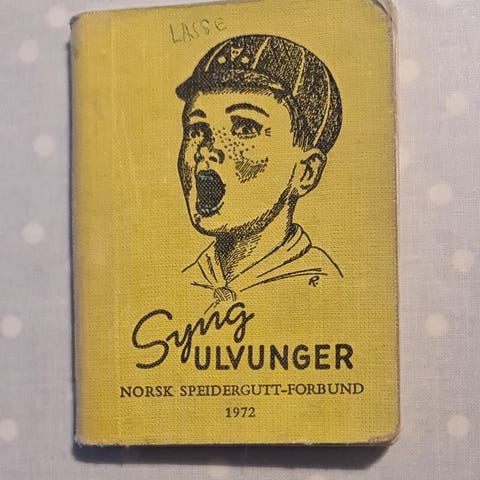 LASSE
R.
Syng
ULVUNGER
NORSK SPEIDERGUTT-FORBUND
1972